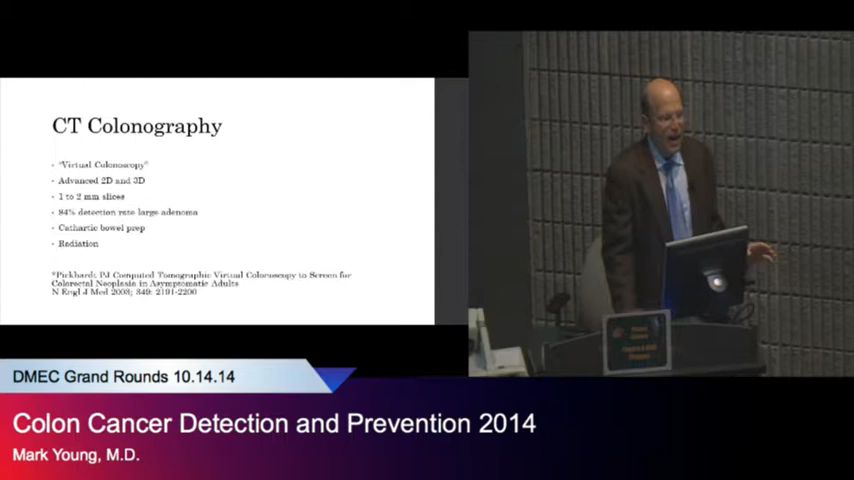 CT Colonography
"Virtual Colonoscopy"
Advanced 2D and 3D
1 to 2 mm slices
84% detection rate large adenoma
Cathartic bowel prep
Radiation
*Pickhardt PJ Computed Tomographic Virtual Colonoscopy to Screen for
Colorectal Neoplasia in Asymptomatic Adults
N Engl J Med 2003; 349: 2191-2200
DMEC Grand Rounds 10.14.14
Colon Cancer Detection and Prevention 2014
Mark Young, M.D.